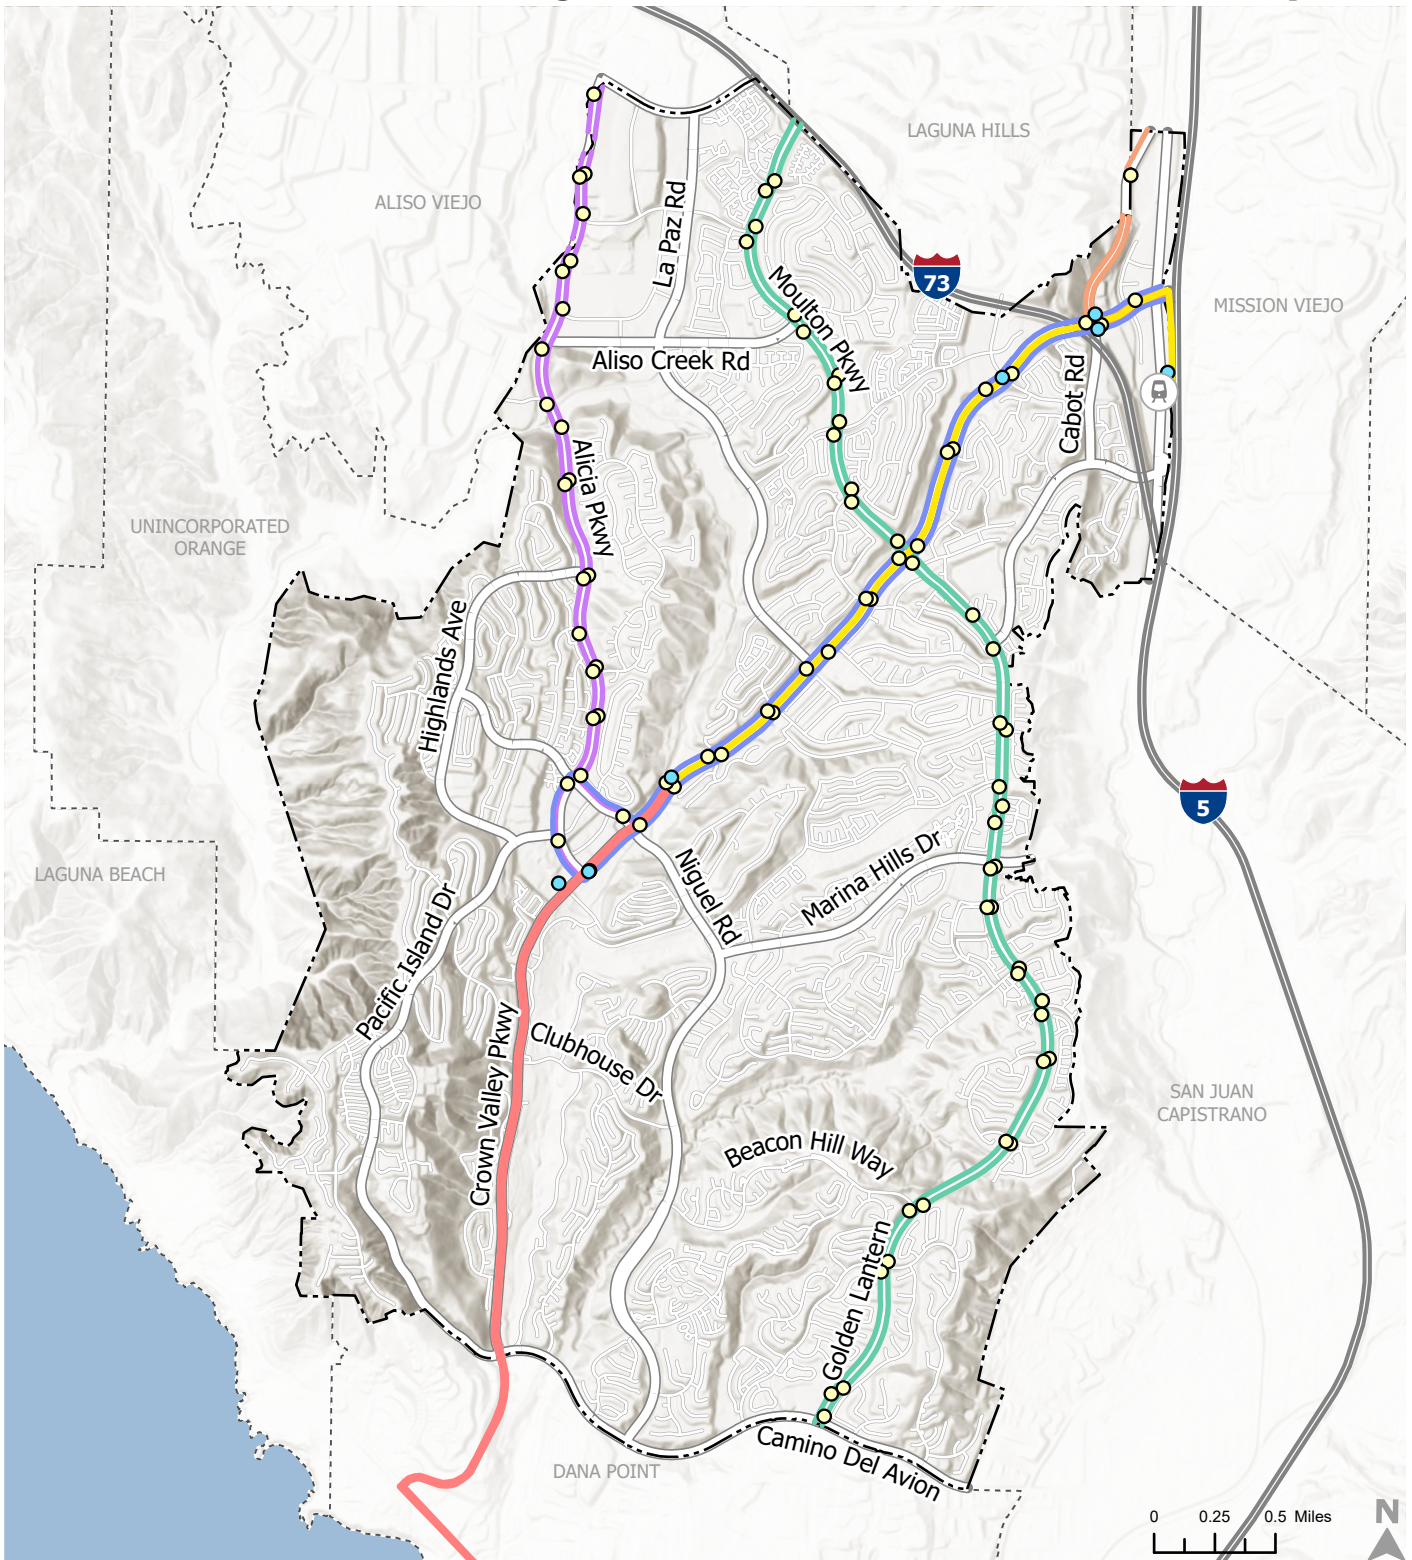 LAGUNA HILLS
ALISO VIEJO
La Paz Rd
73
MISSION VIEJO
Moulton Pkwy
Aliso Creek Rd
Cabot Rd
Alicia Pkwy
UNINCORPORATED
ORANGE
Highlands Ave
5
LAGUNA BEACH
Niguel Rd
Marina Hills Dr
Pacific Island Dr
Crown Valley Pkwy
Clubhouse Dr
SAN JUAN
CAPISTRANO
Beacon Hill Way
Golden Lantern
Camino Del Avion
DANA POINT
0 0.25 0.5 Miles
N